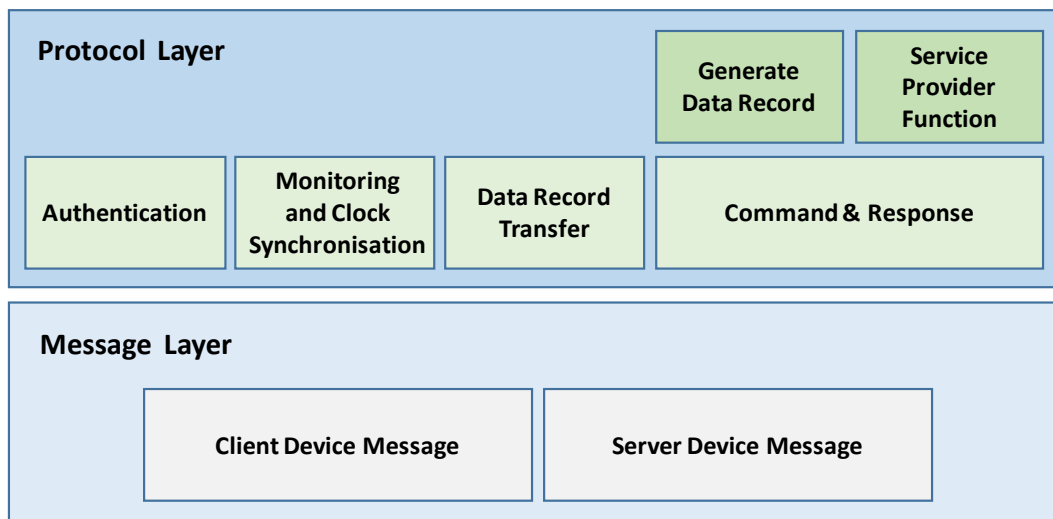 Protocol Layer
Generate
Data Record
Service
Provider
Function
Authentication
Monitoring
and Clock
Synchronisation
Data Record
Transfer
Command & Response
Message Layer
Client Device Message
Server Device Message